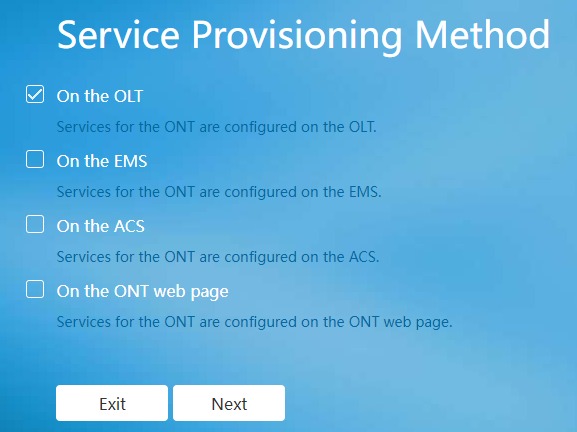 Service Provisioning Method
On the OLT
Services for the ONT are configured on the OLT.
On the EMS
Services for the ONT are configured on the EMS.
On the ACS
Services for the ONT are configured on the ACS.
On the ONT web page
Services for the ONT are configured on the ONT web page.
Exit Next